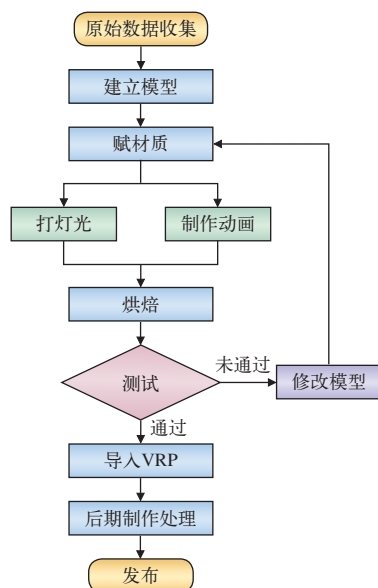 原始数据收集
建立模型
赋材质
打灯光
制作动画
烘焙
测试
未通过
修改模型
通过
导入VRP
后期制作处理
发布